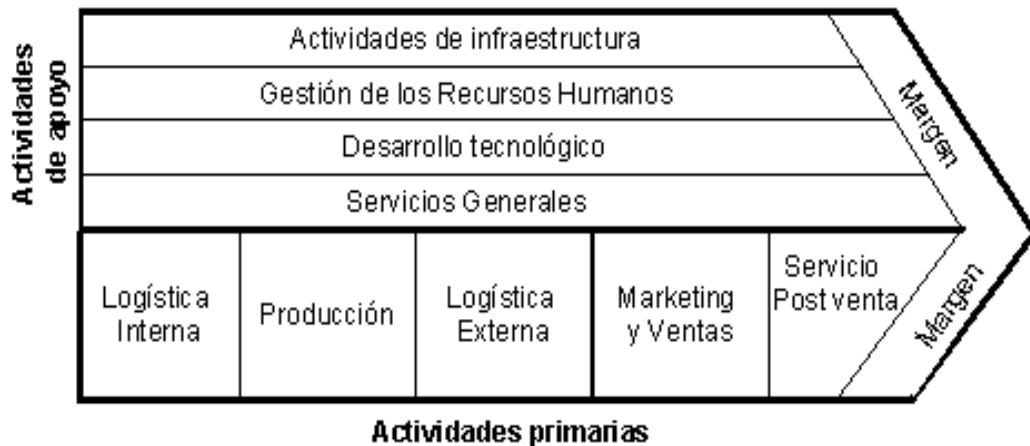 Actividades
de apoyo
Actividades de infraestructura
Gestión de los Recursos Humanos
Desarrollo tecnológico
Servicios Generales
Margen
Logística
Interna
Producción
Logística
Externa
Marketing
y Ventas
Servicio
Post venta
Margen
Actividades primarias